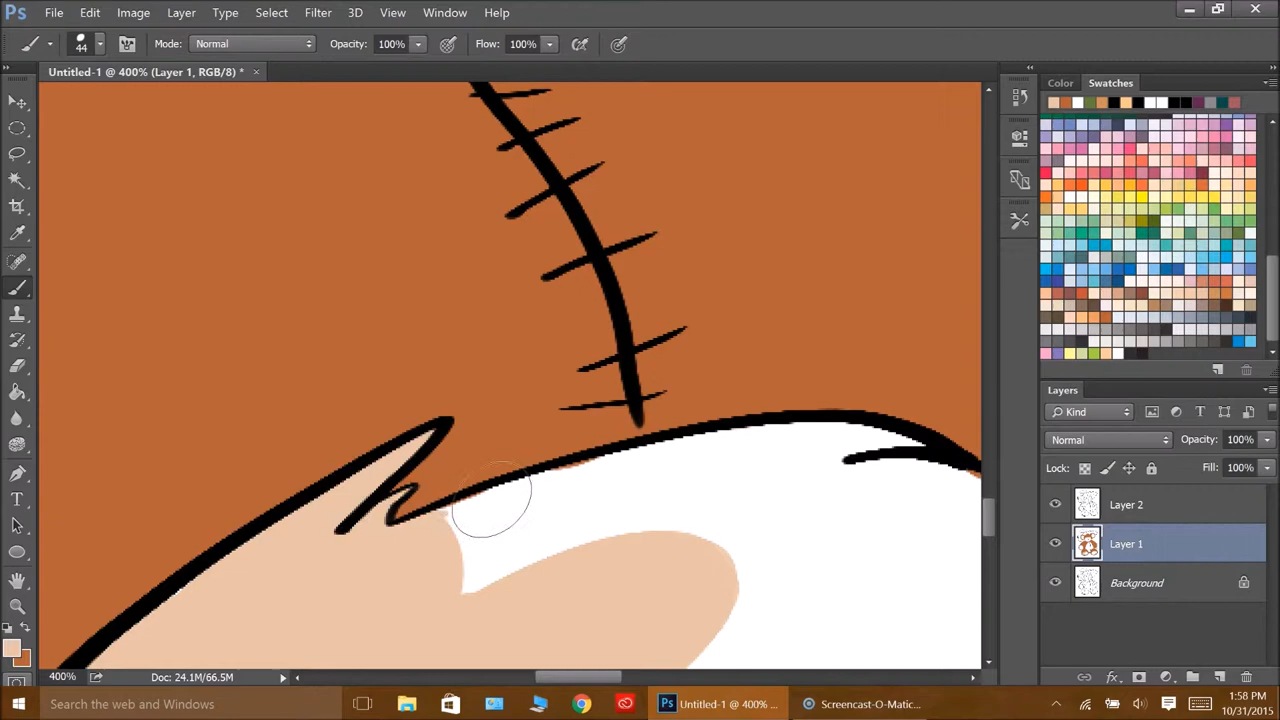 Ps File Edit Image Layer Type Select Filter 3D View Window Help
44 Mode: Normal Opacity: 100% Flow: 100%
Untitled-1 @ 400% (Layer 1, RGB/8) *
Color Swatches
Layers
Kind
Normal Opacity: 100%
Lock: Fill: 100%
Layer 2
Layer 1
Background
400% Doc: 24.1M/66.5M
Search the web and Windows
Untitled-1 @ 400% ...
Screencast-O-Matic...
1:58 PM
10/31/2015